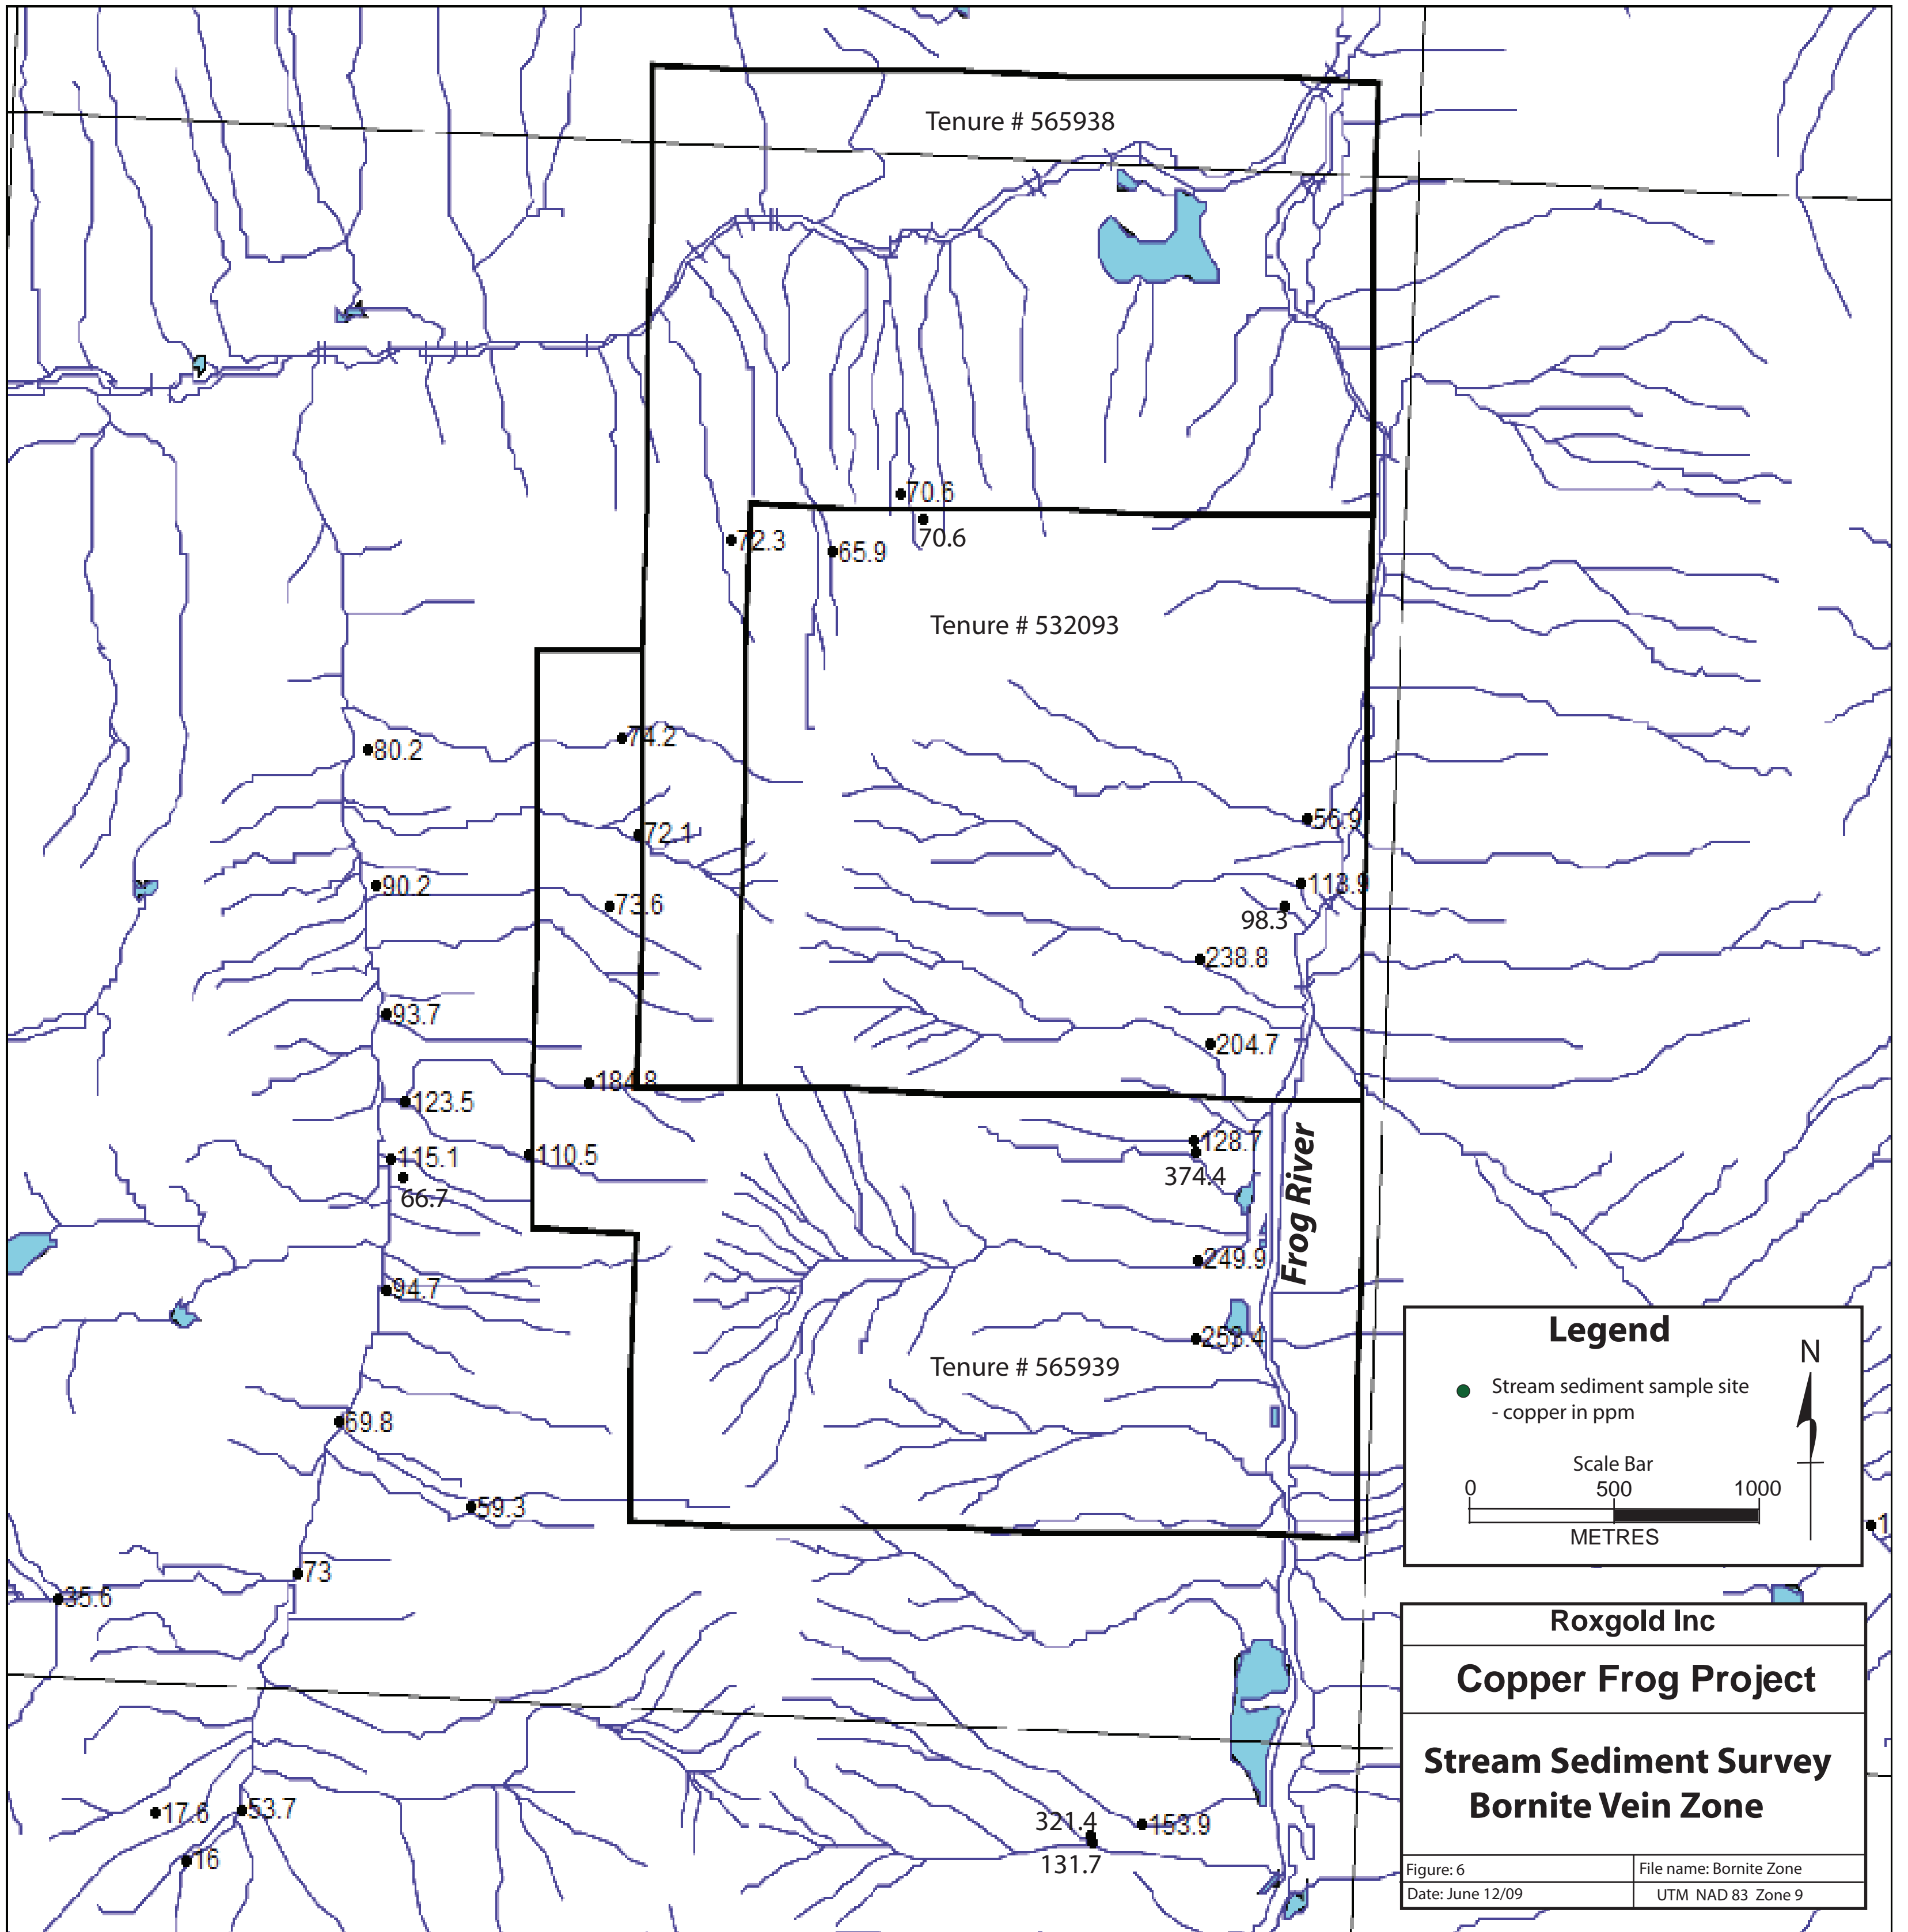 Tenure # 565938
70.6
70.6
72.3
65.9
Tenure # 532093
74.2
80.2
56.9
72.1
90.2
113.9
73.6
98.3
238.8
93.7
204.7
184.8
123.5
128.7
110.5
115.1
374.4
66.7
Frog River
249.9
94.7
253.4
Tenure # 565939
69.8
59.3
73
35.6
17.6
53.7
16
321.4
153.9
131.7
1
Legend
N
Stream sediment sample site
- copper in ppm
Scale Bar
0 500 1000
METRES
Roxgold Inc
Copper Frog Project
Stream Sediment Survey
Bornite Vein Zone
Figure: 6
File name: Bornite Zone
Date: June 12/09
UTM NAD 83 Zone 9